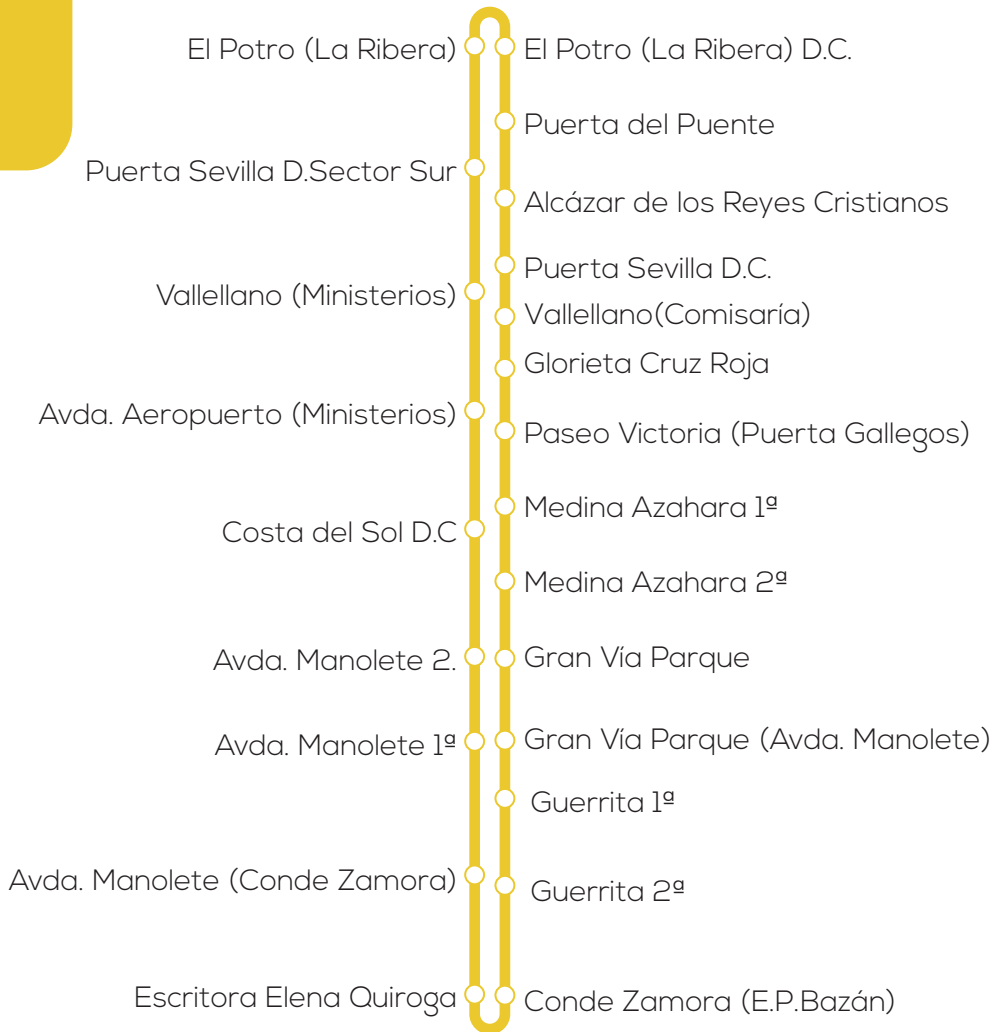 El Potro (La Ribera)
Puerta Sevilla D.Sector Sur
Vallellano (Ministerios)
Avda. Aeropuerto (Ministerios)
Costa del Sol D.C
Avda. Manolete 2.
Avda. Manolete 1ª
Avda. Manolete (Conde Zamora)
Escritora Elena Quiroga
El Potro (La Ribera) D.C.
Puerta del Puente
Alcázar de los Reyes Cristianos
Puerta Sevilla D.C.
Vallellano(Comisaría)
Glorieta Cruz Roja
Paseo Victoria (Puerta Gallegos)
Medina Azahara 1ª
Medina Azahara 2ª
Gran Vía Parque
Gran Vía Parque (Avda. Manolete)
Guerrita 1ª
Guerrita 2ª
Conde Zamora (E.P.Bazán)